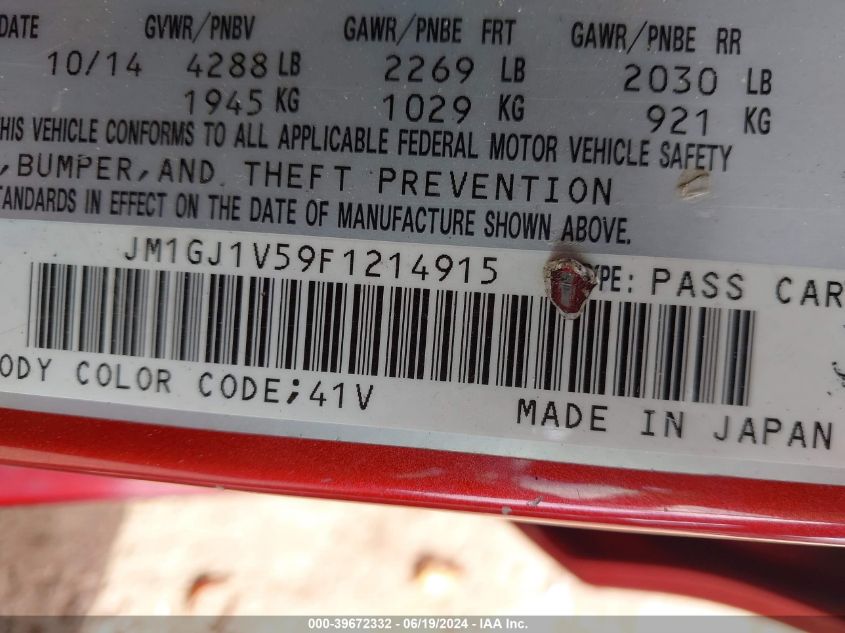 DATE GVWR/PNBV GAWR/PNBE FRT GAWR/PNBE RR
10/14 4288 LB 2269 LB 2030 LB
1945 KG 1029 KG 921 KG
HIS VEHICLE CONFORMS TO ALL APPLICABLE FEDERAL MOTOR VEHICLE SAFETY
,BUMPER,AND THEFT PREVENTION
TANDARDS IN EFFECT ON THE DATE OF MANUFACTURE SHOWN ABOVE.
JM1GJ1V59F1214915 YPE: PASS CAR
ODY COLOR CODE;41V MADE IN JAPAN
000-39672332 - 06/19/2024 - IAA Inc.